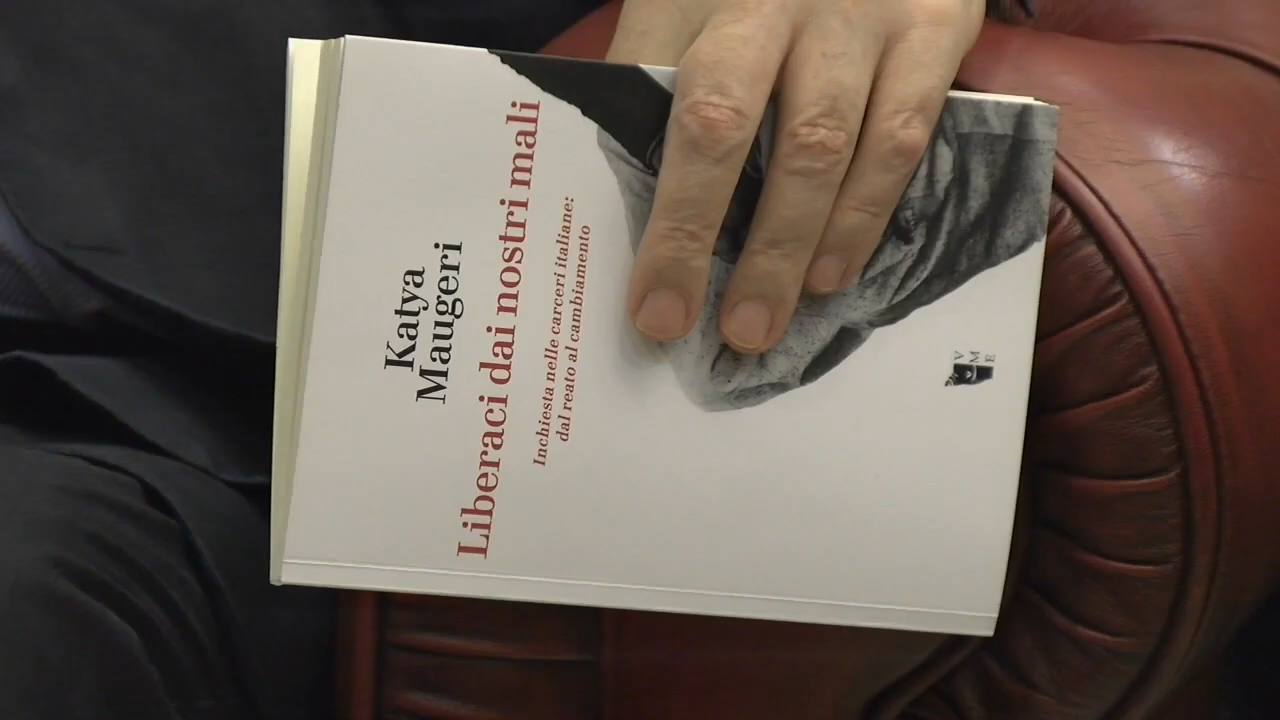 Katya
Maugeri
Liberaci dai nostri mali
Inchiesta nelle carceri italiane:
dal reato al cambiamento
V
M
E